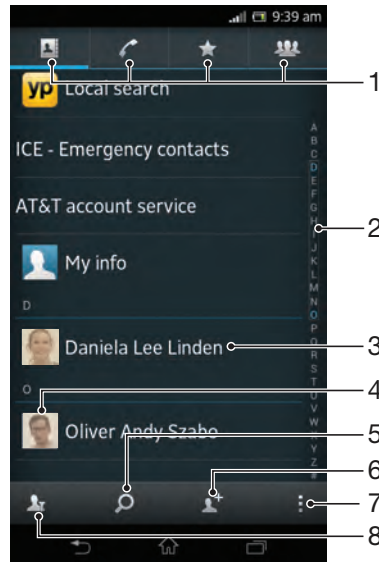 9:39 am
1
yp Local search
ICE - Emergency contacts
A
B
C
D
E
F
G
H
I
J
K
L
M
N
O
P
Q
R
S
T
U
V
W
X
Y
Z
#
2
AT&T account service
My info
D
Daniela Lee Linden
3
O
4
Oliver Andy Szabo
5
6
7
8